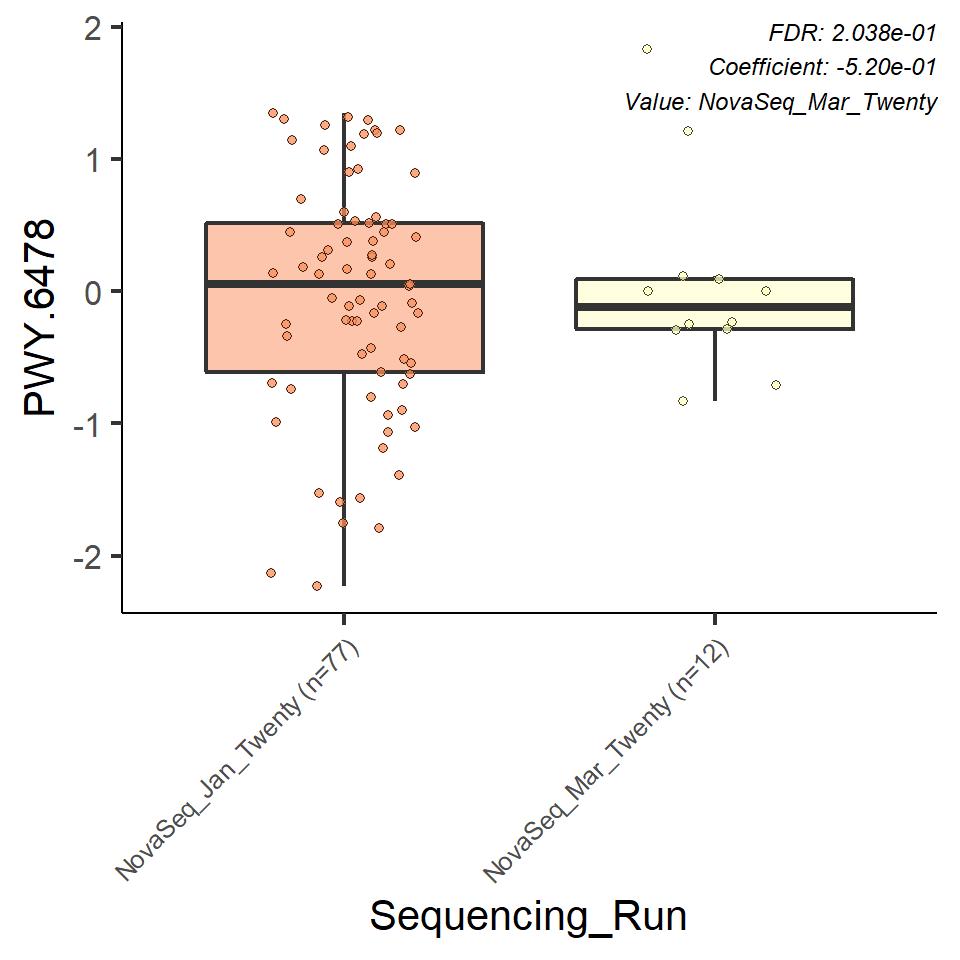 FDR: 2.038e-01
Coefficient: -5.20e-01
Value: NovaSeq_Mar_Twenty
PWY.6478
2
1
0
-1
-2
NovaSeq_Jan_Twenty (n=77)
NovaSeq_Mar_Twenty (n=12)
Sequencing_Run